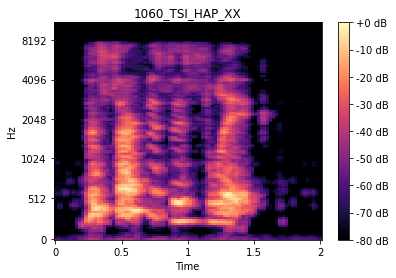 1060_TSI_HAP_XX
+0 dB
8192
-10 dB
4096
-20 dB
-30 dB
2048
Hz
-40 dB
1024
-50 dB
512
-60 dB
-70 dB
0
-80 dB
0
0.5
1
1.5
2
Time